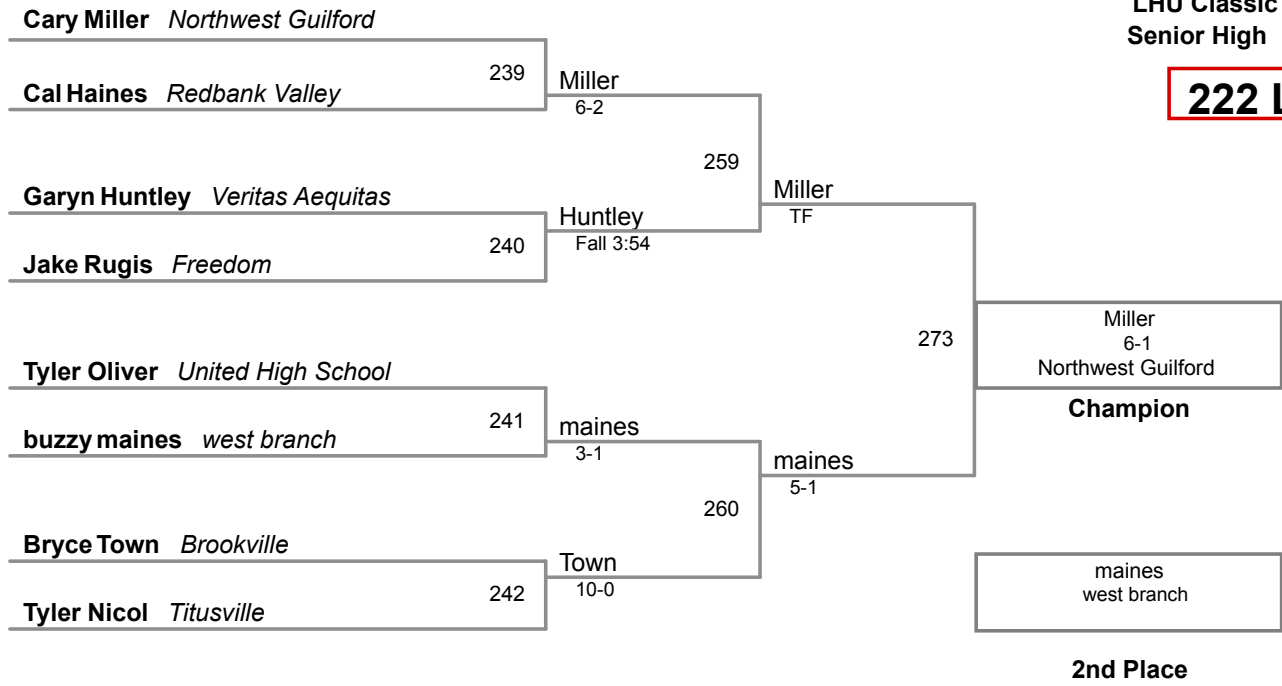 LHU Classic
Senior High
222 L
Cary Miller Northwest Guilford
239
Cal Haines Redbank Valley
Miller
6-2
259
Garyn Huntley Veritas Aequitas
Miller
TF
Huntley
Fall 3:54
240
Jake Rugis Freedom
273
Miller
6-1
Northwest Guilford
Champion
Tyler Oliver United High School
241
buzzy maines west branch
maines
3-1
maines
5-1
260
Bryce Town Brookville
Town
10-0
242
Tyler Nicol Titusville
maines
west branch
2nd Place